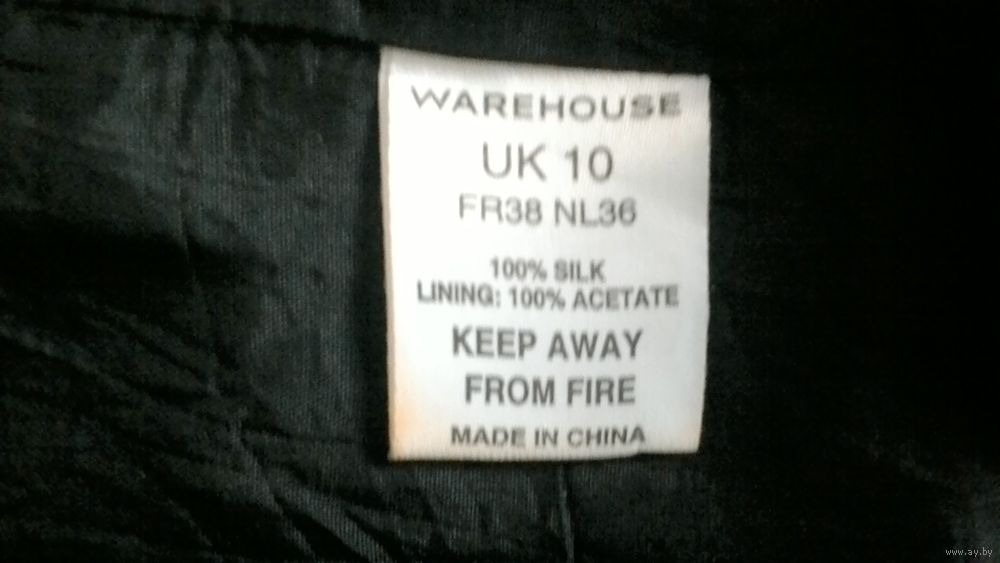 WAREHOUSE
UK 10
FR38 NL36
100% SILK
LINING: 100% ACETATE
KEEP AWAY
FROM FIRE
MADE IN CHINA
www.ay.by